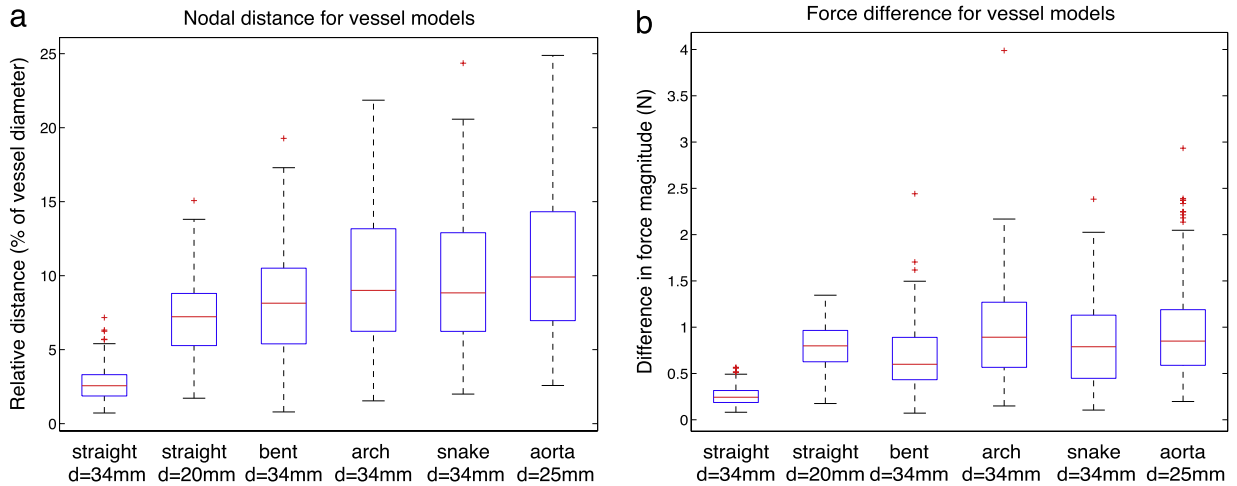 a
Nodal distance for vessel models
Relative distance (% of vessel diameter)
25
20
15
10
5
0
straight straight bent arch snake aorta
d=34mm d=20mm d=34mm d=34mm d=34mm d=25mm
b
Force difference for vessel models
Difference in force magnitude (N)
4
3.5
3
2.5
2
1.5
1
0.5
0
straight straight bent arch snake aorta
d=34mm d=20mm d=34mm d=34mm d=34mm d=25mm